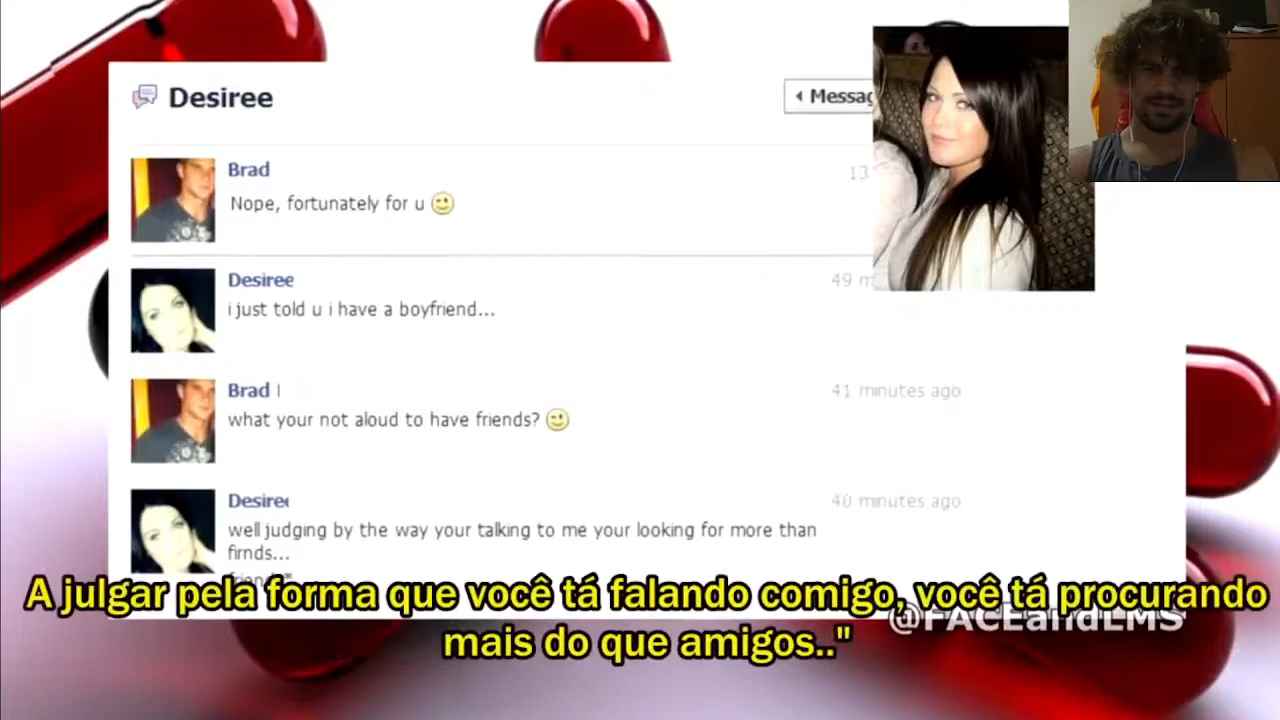 Desiree
Messag
Brad
13
Nope, fortunately for u
Desiree
49 m
i just told u i have a boyfriend...
Brad
41 minutes ago
what your not aloud to have friends?
Desiree
40 minutes ago
well judging by the way your talking to me your looking for more than
firnds...
A julgar pela forma que você tá falando comigo, você tá procurando
mais do que amigos.."
@FACEandLMS